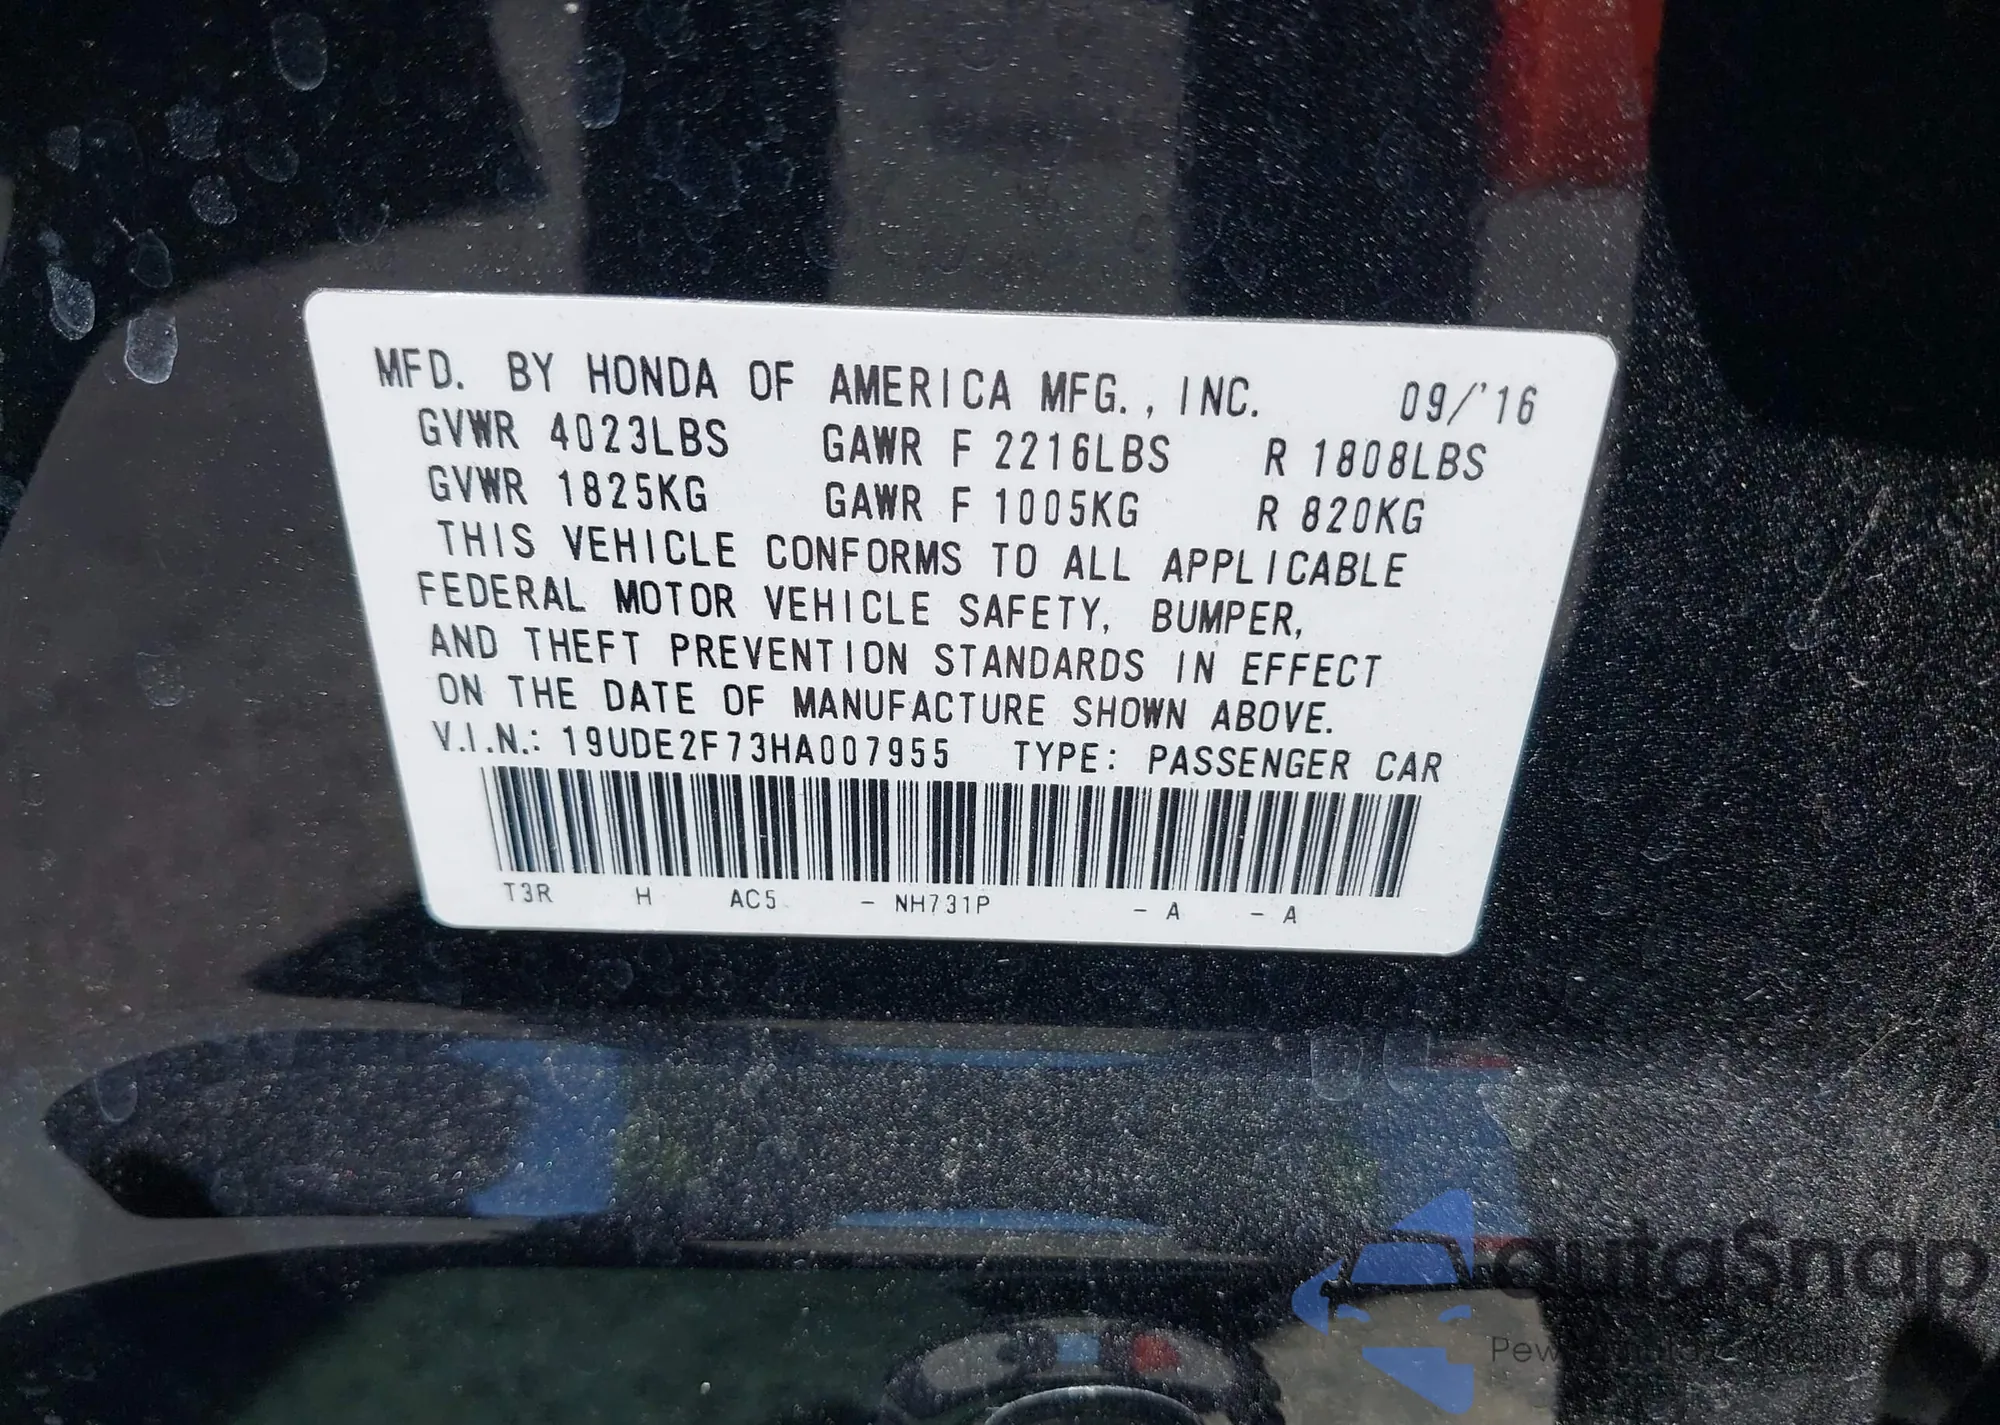 MFD. BY HONDA OF AMERICA MFG., INC. 09/'16
GVWR 4023LBS GAWR F 2216LBS R 1808LBS
GVWR 1825KG GAWR F 1005KG R 820KG
THIS VEHICLE CONFORMS TO ALL APPLICABLE
FEDERAL MOTOR VEHICLE SAFETY, BUMPER,
AND THEFT PREVENTION STANDARDS IN EFFECT
ON THE DATE OF MANUFACTURE SHOWN ABOVE.
V.I.N.: 19UDE2F73HA007955 TYPE: PASSENGER CAR
T3R H AC5 - NH731P - A - A
autoSnap